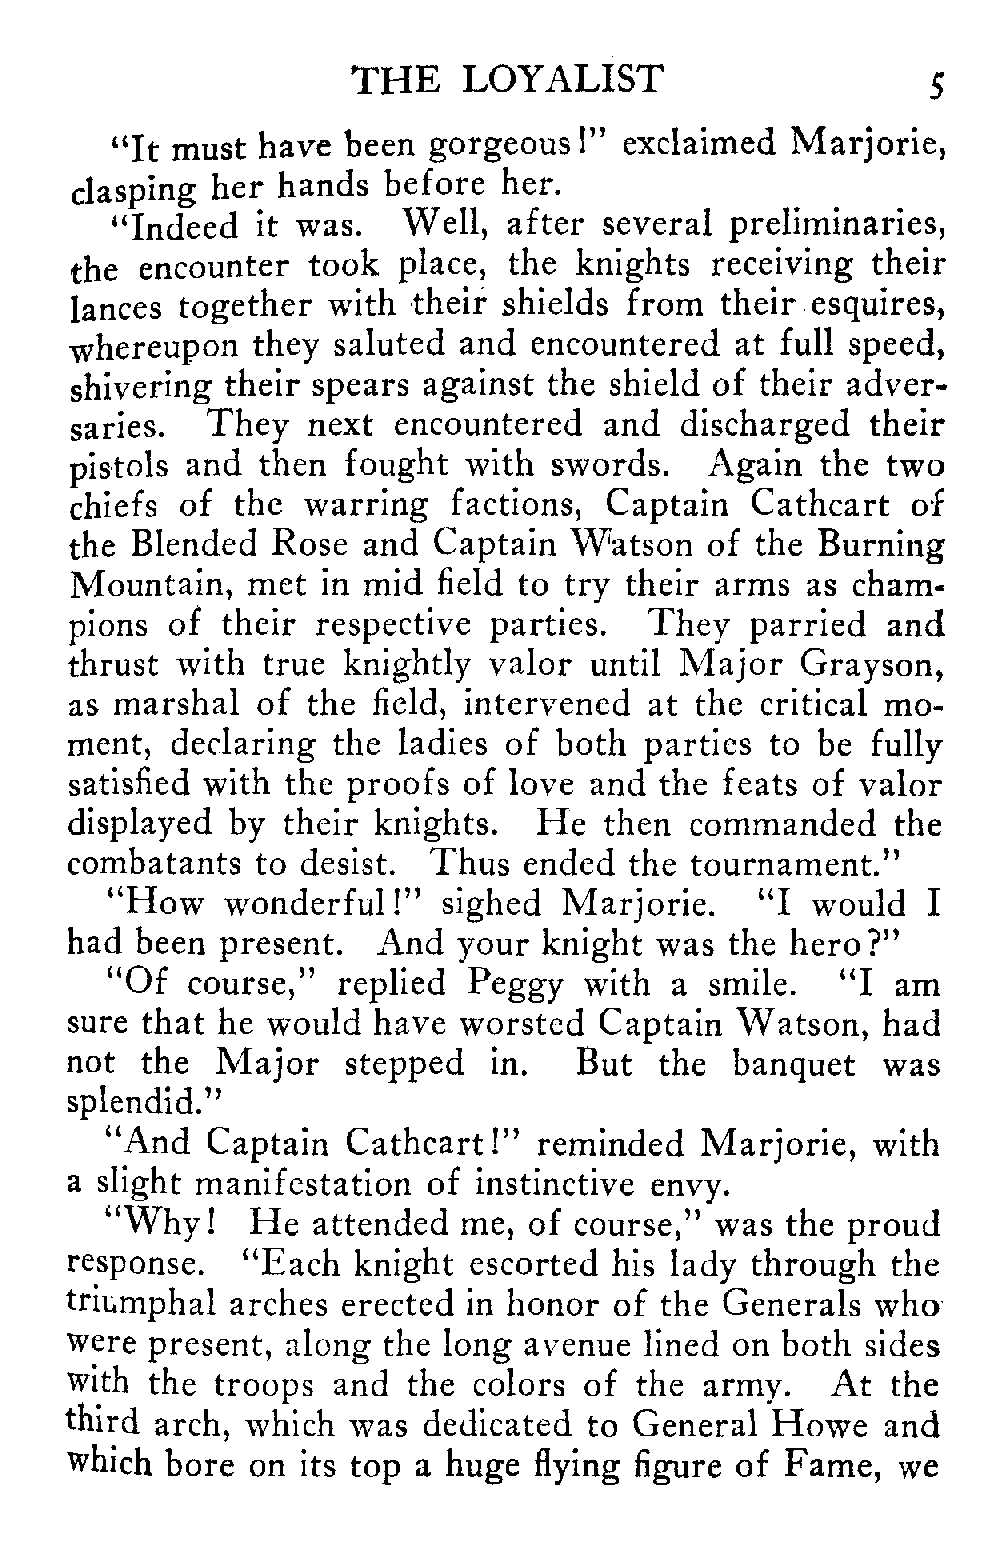 THE LOYALIST 5
"It must have been gorgeous!" exclaimed Marjorie,
clasping her hands before her.
"Indeed it was. Well, after several preliminaries,
the encounter took place, the knights receiving their
lances together with their shields from their esquires,
whereupon they saluted and encountered at full speed,
shivering their spears against the shield of their adver-
saries. They next encountered and discharged their
pistols and then fought with swords. Again the two
chiefs of the warring factions, Captain Cathcart of
the Blended Rose and Captain Watson of the Burning
Mountain, met in mid field to try their arms as cham-
pions of their respective parties. They parried and
thrust with true knightly valor until Major Grayson,
as marshal of the field, intervened at the critical mo-
ment, declaring the ladies of both parties to be fully
satisfied with the proofs of love and the feats of valor
displayed by their knights. He then commanded the
combatants to desist. Thus ended the tournament."
"How wonderful!" sighed Marjorie. "I would I
had been present. And your knight was the hero?"
"Of course," replied Peggy with a smile. "I am
sure that he would have worsted Captain Watson, had
not the Major stepped in. But the banquet was
splendid."
"And Captain Cathcart!" reminded Marjorie, with
a slight manifestation of instinctive envy.
"Why! He attended me, of course," was the proud
response. "Each knight escorted his lady through the
triumphal arches erected in honor of the Generals who
were present, along the long avenue lined on both sides
with the troops and the colors of the army. At the
third arch, which was dedicated to General Howe and
which bore on its top a huge flying figure of Fame, we